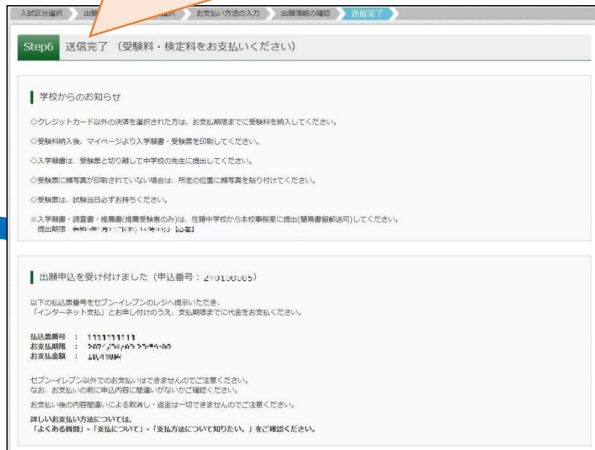 入試区分選択 出願 選択 お支払い方法の入力 出願情報の確認 送信完了
Step6 送信完了 (受験料・検定料をお支払いください)
学校からのお知らせ
◇クレジットカード以外の決済を選択された方は、お支払期限までに受験料を納入してください。
◇受験料納入後、マイページより入学願書・受験票を印刷してください。
◇入学願書は、受験票と切り離して中学校の先生に提出してください。
◇受験票に顔写真が印刷されていない場合は、所定の位置に顔写真を貼り付けてください。
◇受験票は、試験当日必ずお持ちください。
※入学願書・調査書・推薦書(推薦受験者のみ)は、在籍中学校から本校事務室に提出(簡易書留郵送可)してください。
提出期限:
出願申込を受け付けました(申込番号:240100005)
以下の払込票番号をセブン-イレブンのレジへ提示いただき、
「インターネット支払」とお申し付けのうえ、支払期限までに代金をお支払ください。
払込票番号 : 1111111111
お支払期限 :
お支払金額 :
セブン-イレブン以外でのお支払いはできませんのでご注意ください。
なお、お支払いの前に申込内容に間違いがないかご確認ください。
お支払い後の内容間違いによる取消し・返金は一切できませんのでご注意ください。
詳しいお支払い方法については、
「よくある質問」-「支払について」-「支払方法について知りたい。」をご確認ください。